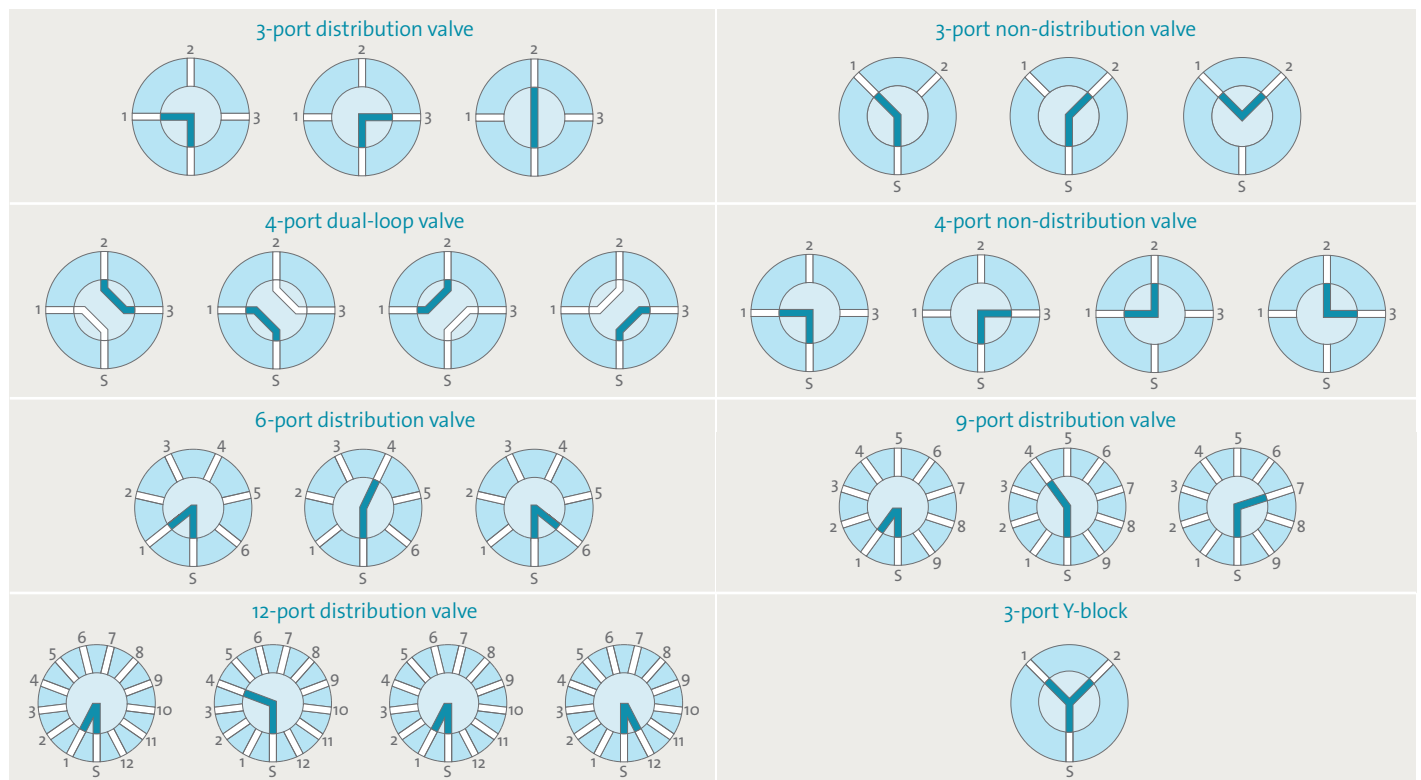 3-port distribution valve
2 2 2
1 3 1 3 1 3
3-port non-distribution valve
1 2 1 2 1 2
S S S
4-port dual-loop valve
2 2 2 2
1 3 1 3 1 3 1 3
S S S S
4-port non-distribution valve
2 2 2 2
1 3 1 3 1 3 1 3
S S S S
6-port distribution valve
3 4 3 4 3 4
2 5 2 5 2 5
1 6 1 6 1 6
S S S
9-port distribution valve
5 5 5
4 6 4 6 4 6
3 7 3 7 3 7
2 8 2 8 2 8
1 9 1 9 1 9
S S S
12-port distribution valve
6 7 6 7 6 7 6 7
5 8 5 8 5 8 5 8
4 9 4 9 4 9 4 9
3 10 3 10 3 10 3 10
2 11 2 11 2 11 2 11
1 12 1 12 1 12 1 12
S S S S
3-port Y-block
1 2
S